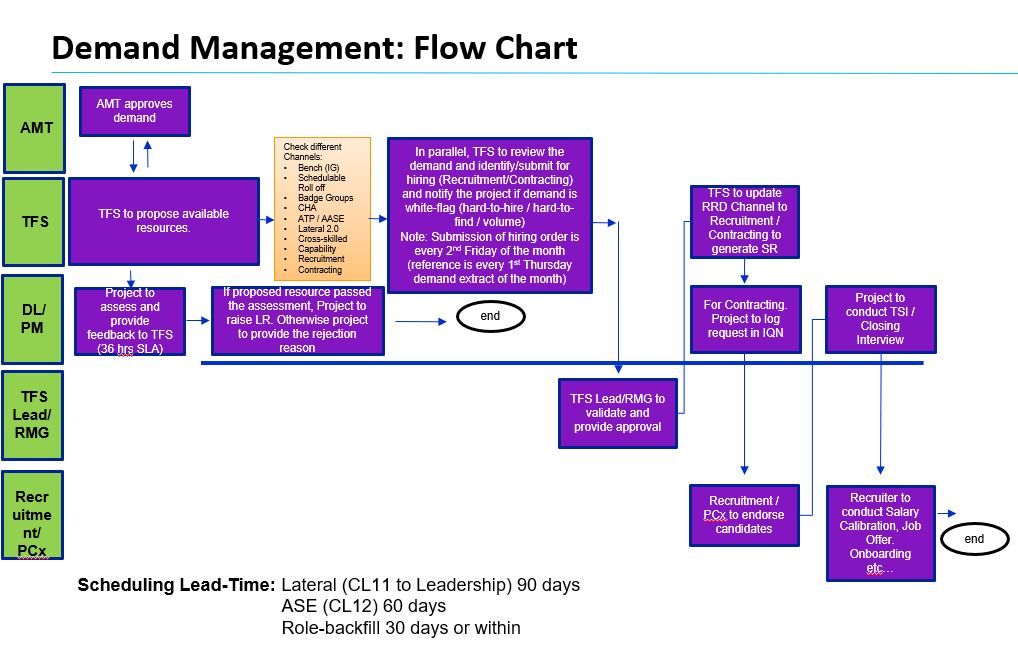 Demand Management: Flow Chart
AMT
AMT approves
demand
TFS
TFS to propose available
resources.
Check different
Channels:
• Bench (IG)
• Schedulable
Roll off
• Badge Groups
• CHA
• ATP / AASE
• Lateral 2.0
• Cross-skilled
• Capability
• Recruitment
• Contracting
In parallel, TFS to review the
demand and identify/submit for
hiring (Recruitment/Contracting)
and notify the project if demand is
white-flag (hard-to-hire / hard-to-
find / volume)
Note: Submission of hiring order is
every 2nd Friday of the month
(reference is every 1st Thursday
demand extract of the month)
TFS to update
RRD Channel to
Recruitment /
Contracting to
generate SR
DL/
PM
Project to
assess and
provide
feedback to TFS
(36 hrs SLA)
If proposed resource passed
the assessment, Project to
raise LR. Otherwise project
to provide the rejection
reason
end
For Contracting.
Project to log
request in IQN
Project to
conduct TSI /
Closing
Interview
TFS
Lead/
RMG
TFS Lead/RMG to
validate and
provide approval
Recr
uitme
nt/
PCx
Recruitment /
PCx to endorse
candidates
Recruiter to
conduct Salary
Calibration, Job
Offer.
Onboarding
etc...
end
Scheduling Lead-Time: Lateral (CL11 to Leadership) 90 days
ASE (CL12) 60 days
Role-backfill 30 days or within